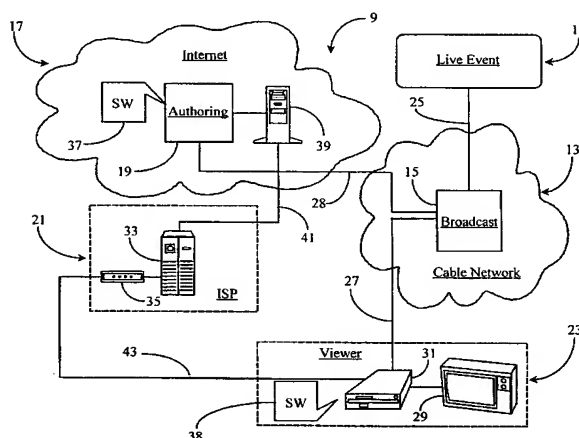 17
9
Internet
Live Event
11
SW
Authoring
37
19
39
25
13
15
Broadcast
28
Cable Network
41
21
33
35
ISP
27
43
Viewer
31
23
SW
29
38